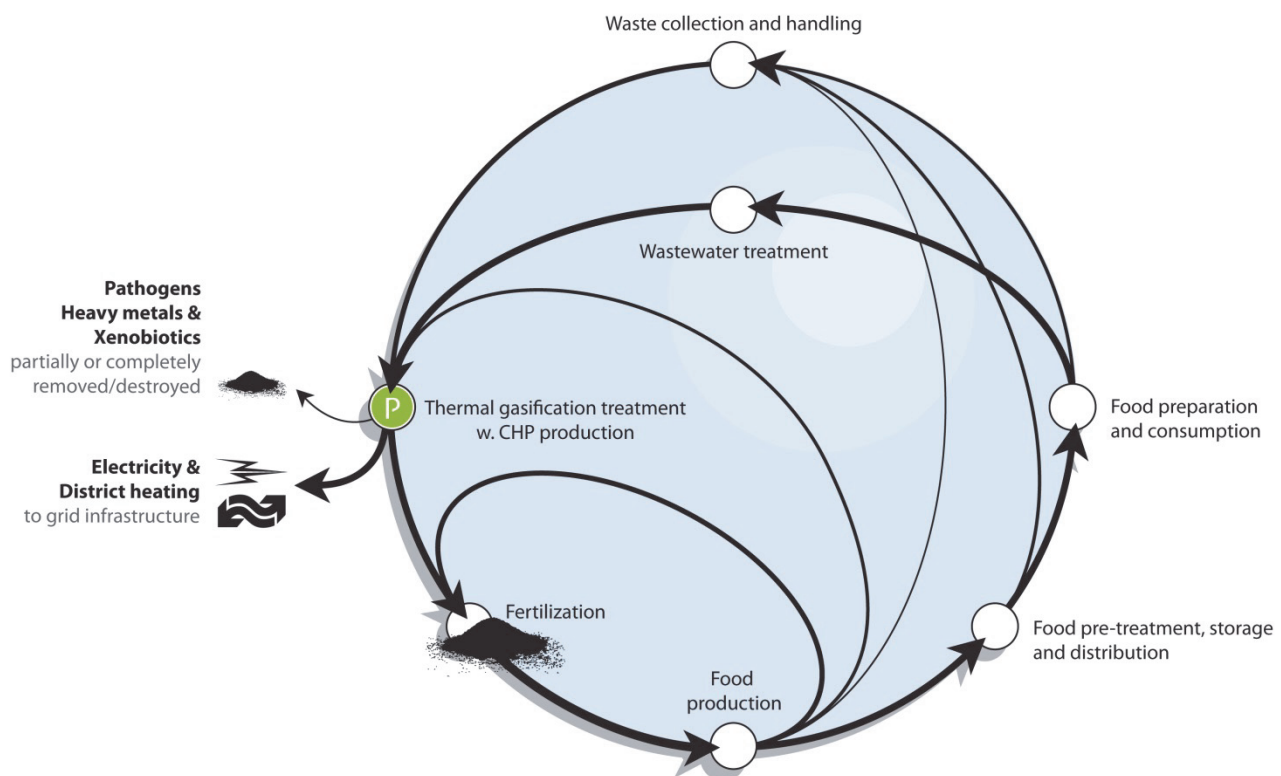 Waste collection and handling
Wastewater treatment
Pathogens
Heavy metals &
Xenobiotics
partially or completely
removed/destroyed
P
Thermal gasification treatment
w. CHP production
Food preparation
and consumption
Electricity &
District heating
to grid infrastructure
Fertilization
Food pre-treatment, storage
and distribution
Food
production